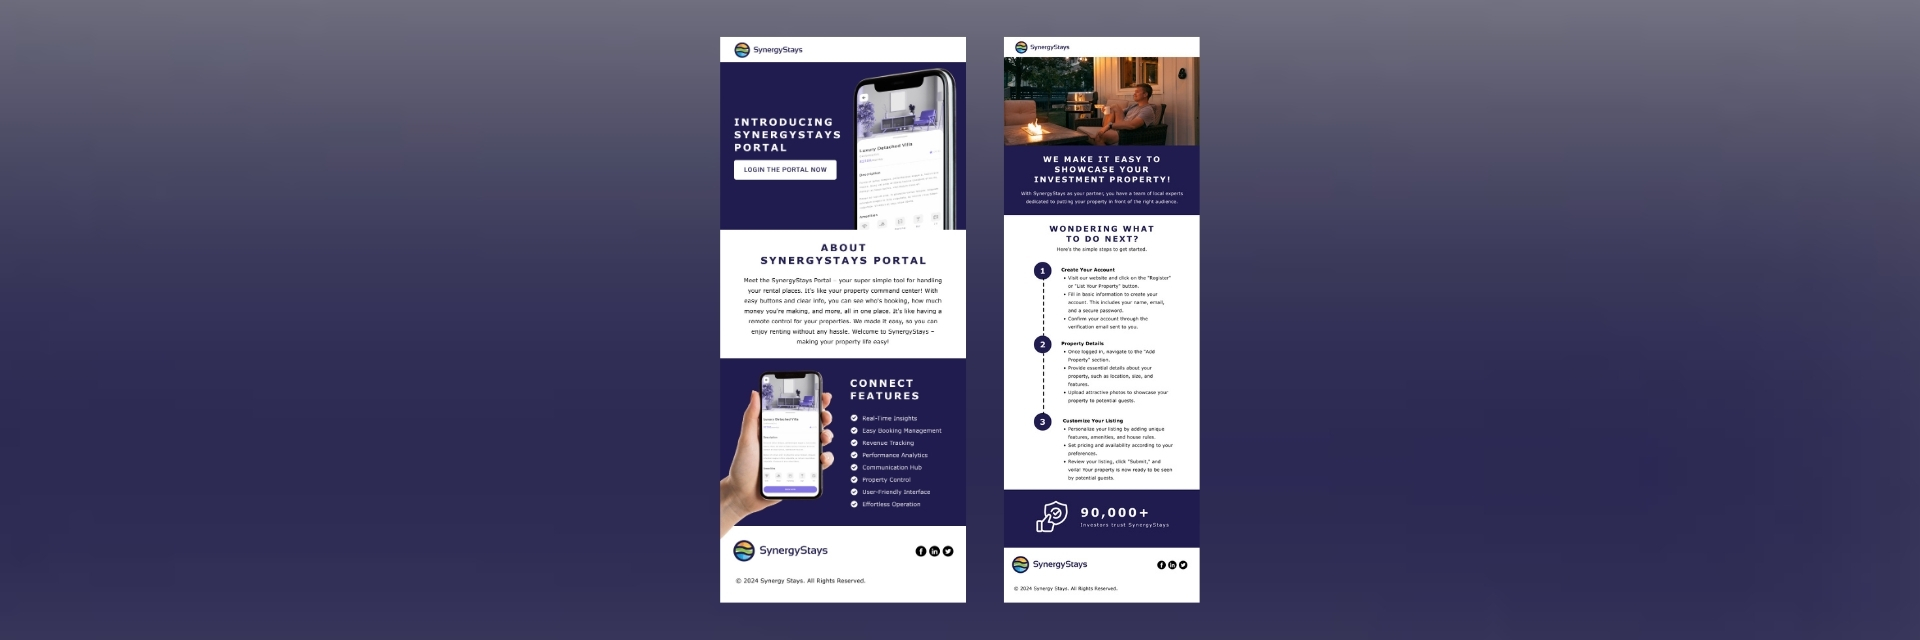 SynergyStays
INTRODUCING
SYNERGYSTAYS
PORTAL
LOGIN THE PORTAL NOW
Luxury Detached Villa
Description
ABOUT
SYNERGYSTAYS PORTAL
Meet the SynergyStays Portal – your super simple tool for handling
your rental places. It's like your property command center! With
easy buttons and clear info, you can see who's booking, how much
money you're making, and more, all in one place. It's like having a
remote control for your properties. We made it easy, so you can
enjoy renting without any hassle. Welcome to SynergyStays –
making your property life easy!
Luxury Detached Villa
CONNECT
FEATURES
Real-Time Insights
Easy Booking Management
Revenue Tracking
Performance Analytics
Communication Hub
Property Control
User-Friendly Interface
Effortless Operation
SynergyStays
© 2024 Synergy Stays. All Rights Reserved.
SynergyStays
WE MAKE IT EASY TO
SHOWCASE YOUR
INVESTMENT PROPERTY!
With SynergyStays as your partner, you have a team of local experts
dedicated to putting your property in front of the right audience.
WONDERING WHAT
TO DO NEXT?
Here's the simple steps to get started.
1
Create Your Account
• Visit our website and click on the "Register"
or "List Your Property" button.
• Fill in basic information to create your
account. This includes your name, email,
and a secure password.
• Confirm your account through the
verification email sent to you.
2
Property Details
• Once logged in, navigate to the "Add
Property" section.
• Provide essential details about your
property, such as location, size, and
features.
• Upload attractive photos to showcase your
property to potential guests.
3
Customize Your Listing
• Personalize your listing by adding unique
features, amenities, and house rules.
• Set pricing and availability according to your
preferences.
• Review your listing, click "Submit," and
voila! Your property is now ready to be seen
by potential guests.
90,000+
Investors trust SynergyStays
SynergyStays
© 2024 Synergy Stays. All Rights Reserved.